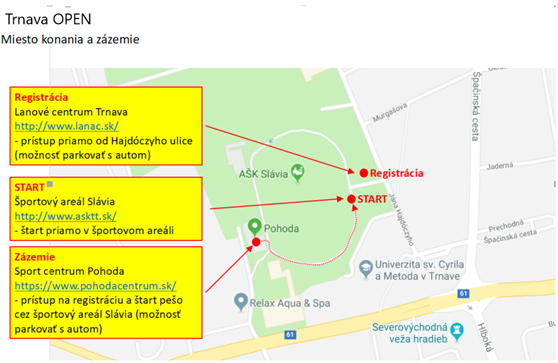 Trnava OPEN
Miesto konania a zázemie
Registrácia
Lanové centrum Trnava
http://www.lanac.sk/
- prístup priamo od Hajdóczyho ulice
(možnosť parkovať s autom)
START
Športový areál Slávia
http://www.asktt.sk/
- štart priamo v športovom areáli
Zázemie
Sport centrum Pohoda
https://www.pohodacentrum.sk/
- prístup na registráciu a štart pešo
cez športový areál Slávia (možnosť
parkovať s autom)
Murgašova
Špačinská cesta
AŠK Slávia
Registrácia
START
Jána Hajdóczyho
Jaderná
Pohoda
Prechodná
Špačinská cesta
Univerzita sv. Cyrila
a Metoda v Trnave
Relax Aqua & Spa
61
61
Severovýchodná
veža hradieb
Hlboká